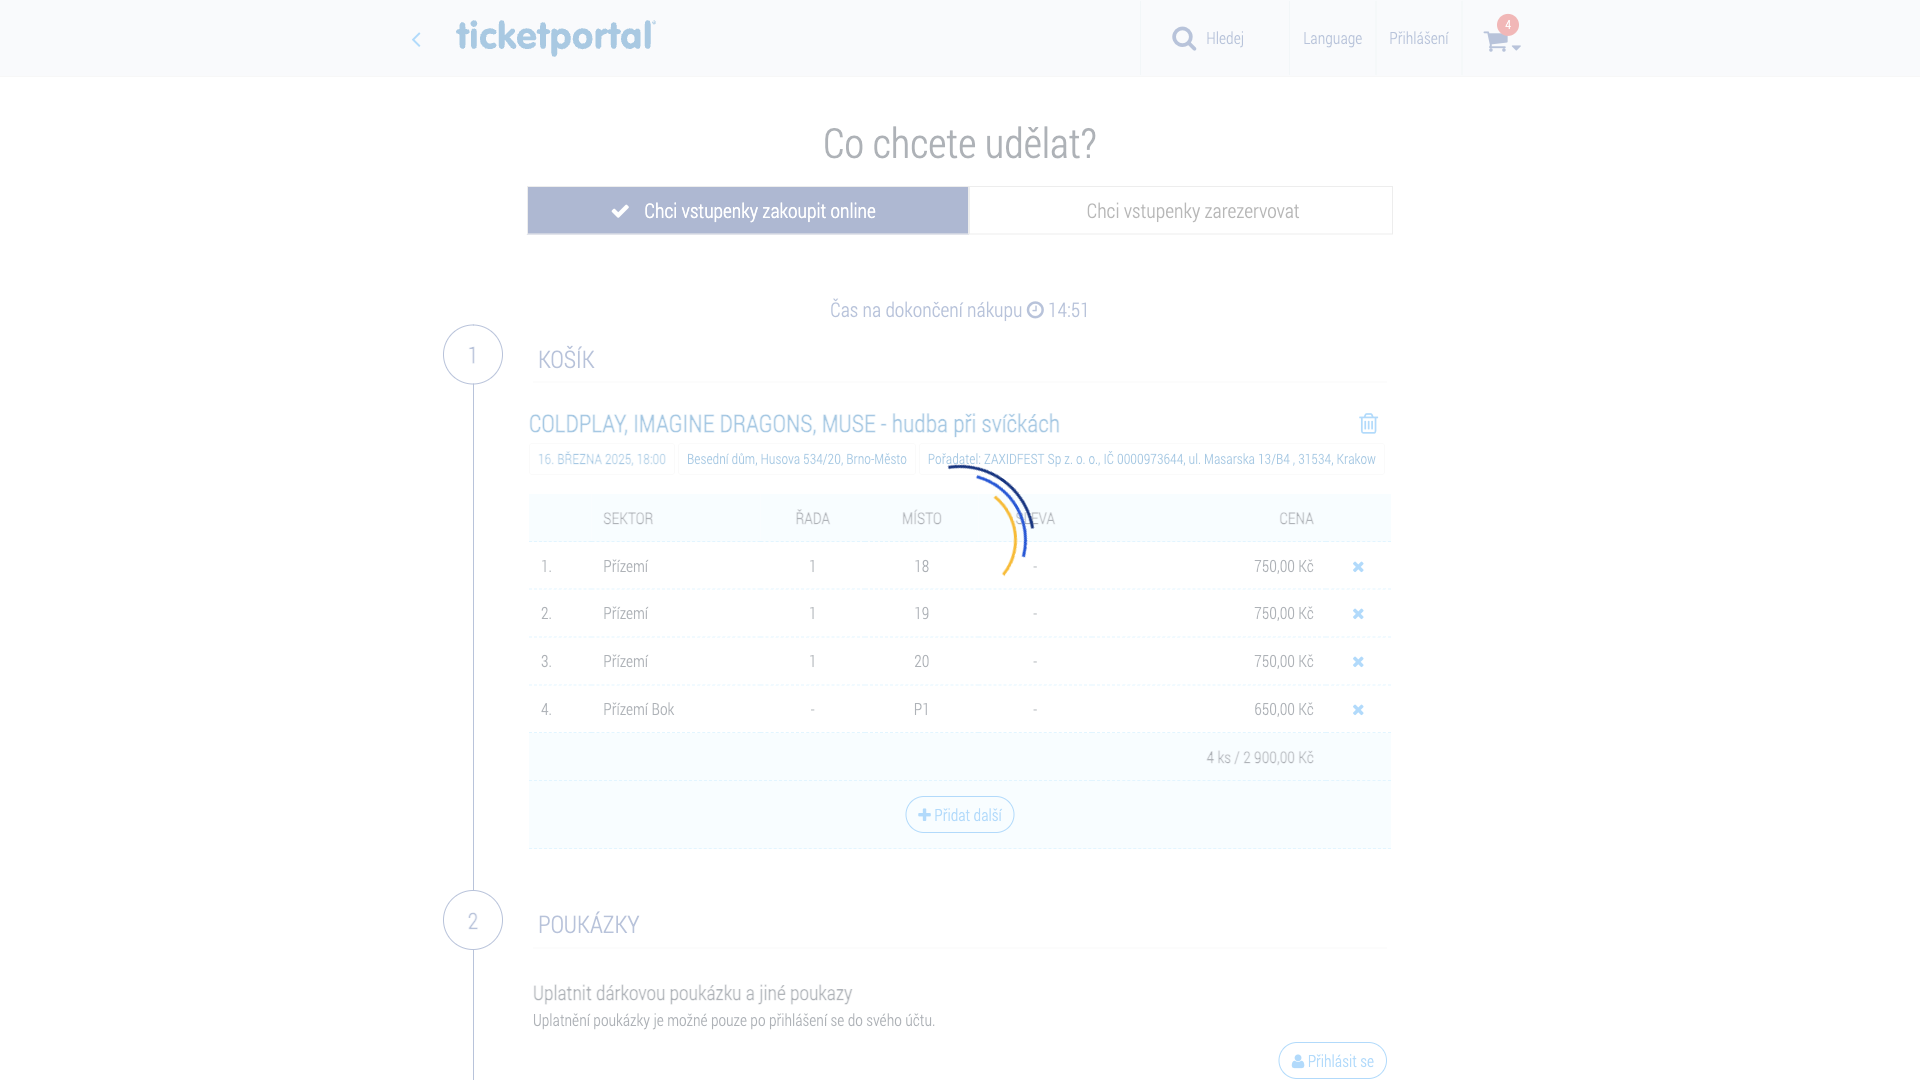 ticketportal
Hledej
Language
Přihlášení
4
Co chcete udělat?
Chci vstupenky zakoupit online
Chci vstupenky zarezervovat
Čas na dokončení nákupu 14:51
1
KOŠÍK
COLDPLAY, IMAGINE DRAGONS, MUSE - hudba při svíčkách
16. BŘEZNA 2025, 18:00 Besední dům, Husova 534/20, Brno-Město Pořadatel: ZAXIDFEST Sp z. o. o., IČ 0000973644, ul. Masarska 13/B4 , 31534, Krakow
SEKTOR ŘADA MÍSTO SLEVA CENA
1. Přízemí 1 18 - 750,00 Kč
2. Přízemí 1 19 - 750,00 Kč
3. Přízemí 1 20 - 750,00 Kč
4. Přízemí Bok - P1 - 650,00 Kč
4 ks / 2 900,00 Kč
Přidat další
2
POUKÁZKY
Uplatnit dárkovou poukázku a jiné poukazy
Uplatnění poukázky je možné pouze po přihlášení se do svého účtu.
Přihlásit se